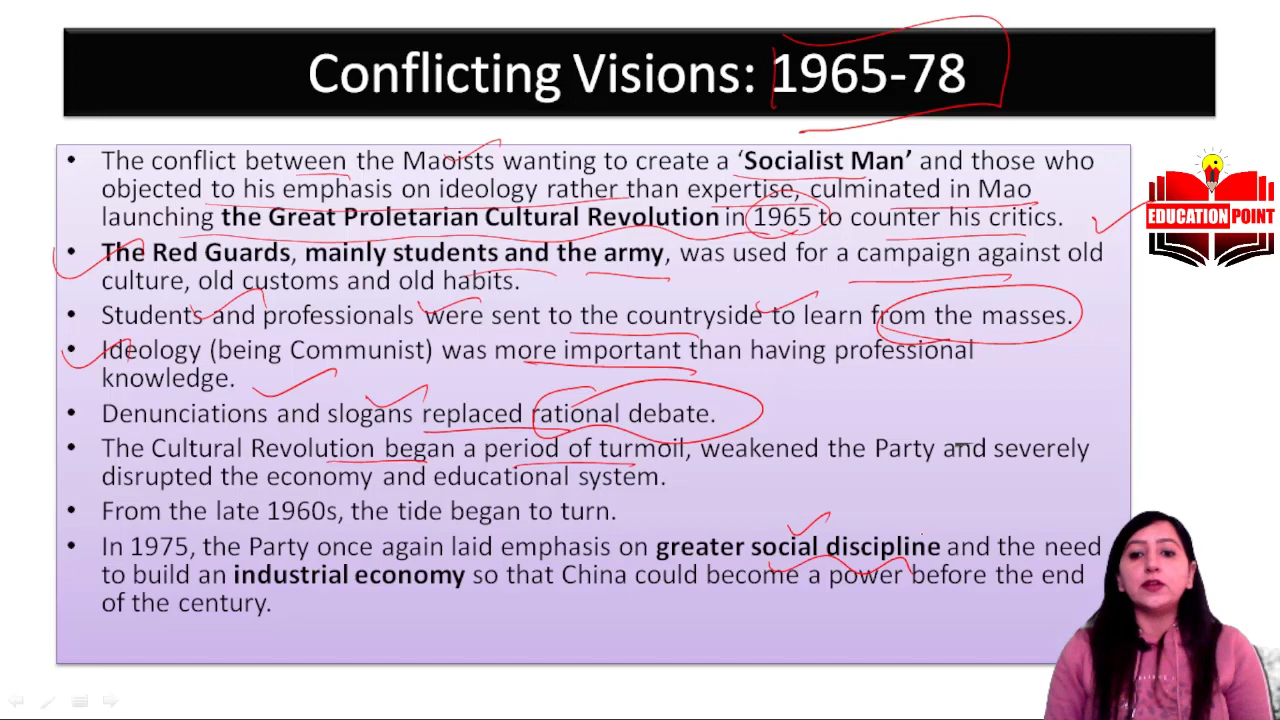 Conflicting Visions: 1965-78
• The conflict between the Maoists wanting to create a ‘Socialist Man’ and those who
objected to his emphasis on ideology rather than expertise, culminated in Mao
launching the Great Proletarian Cultural Revolution in 1965 to counter his critics.
• The Red Guards, mainly students and the army, was used for a campaign against old
culture, old customs and old habits.
• Students and professionals were sent to the countryside to learn from the masses.
• Ideology (being Communist) was more important than having professional
knowledge.
• Denunciations and slogans replaced rational debate.
• The Cultural Revolution began a period of turmoil, weakened the Party and severely
disrupted the economy and educational system.
• From the late 1960s, the tide began to turn.
• In 1975, the Party once again laid emphasis on greater social discipline and the need
to build an industrial economy so that China could become a power before the end
of the century.
EDUCATION POINT